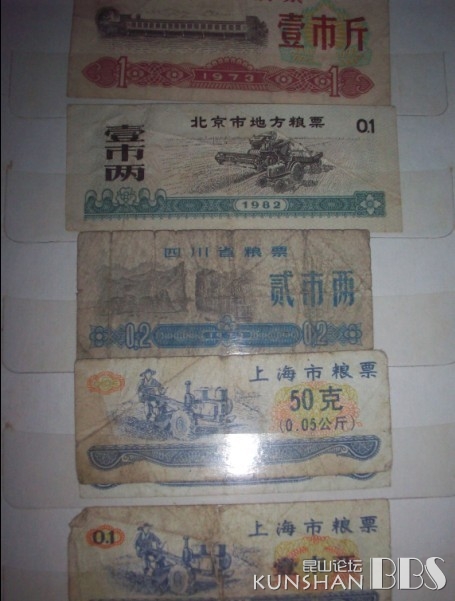 票
壹市斤
1 1973 1
北京市地方粮票 0.1
壹市两
1982
四川省粮票
贰市两
0.2 0.2
上海市粮票
50克
(0.05公斤)
0.1
上海市粮票
昆山论坛
KUNSHAN BBS